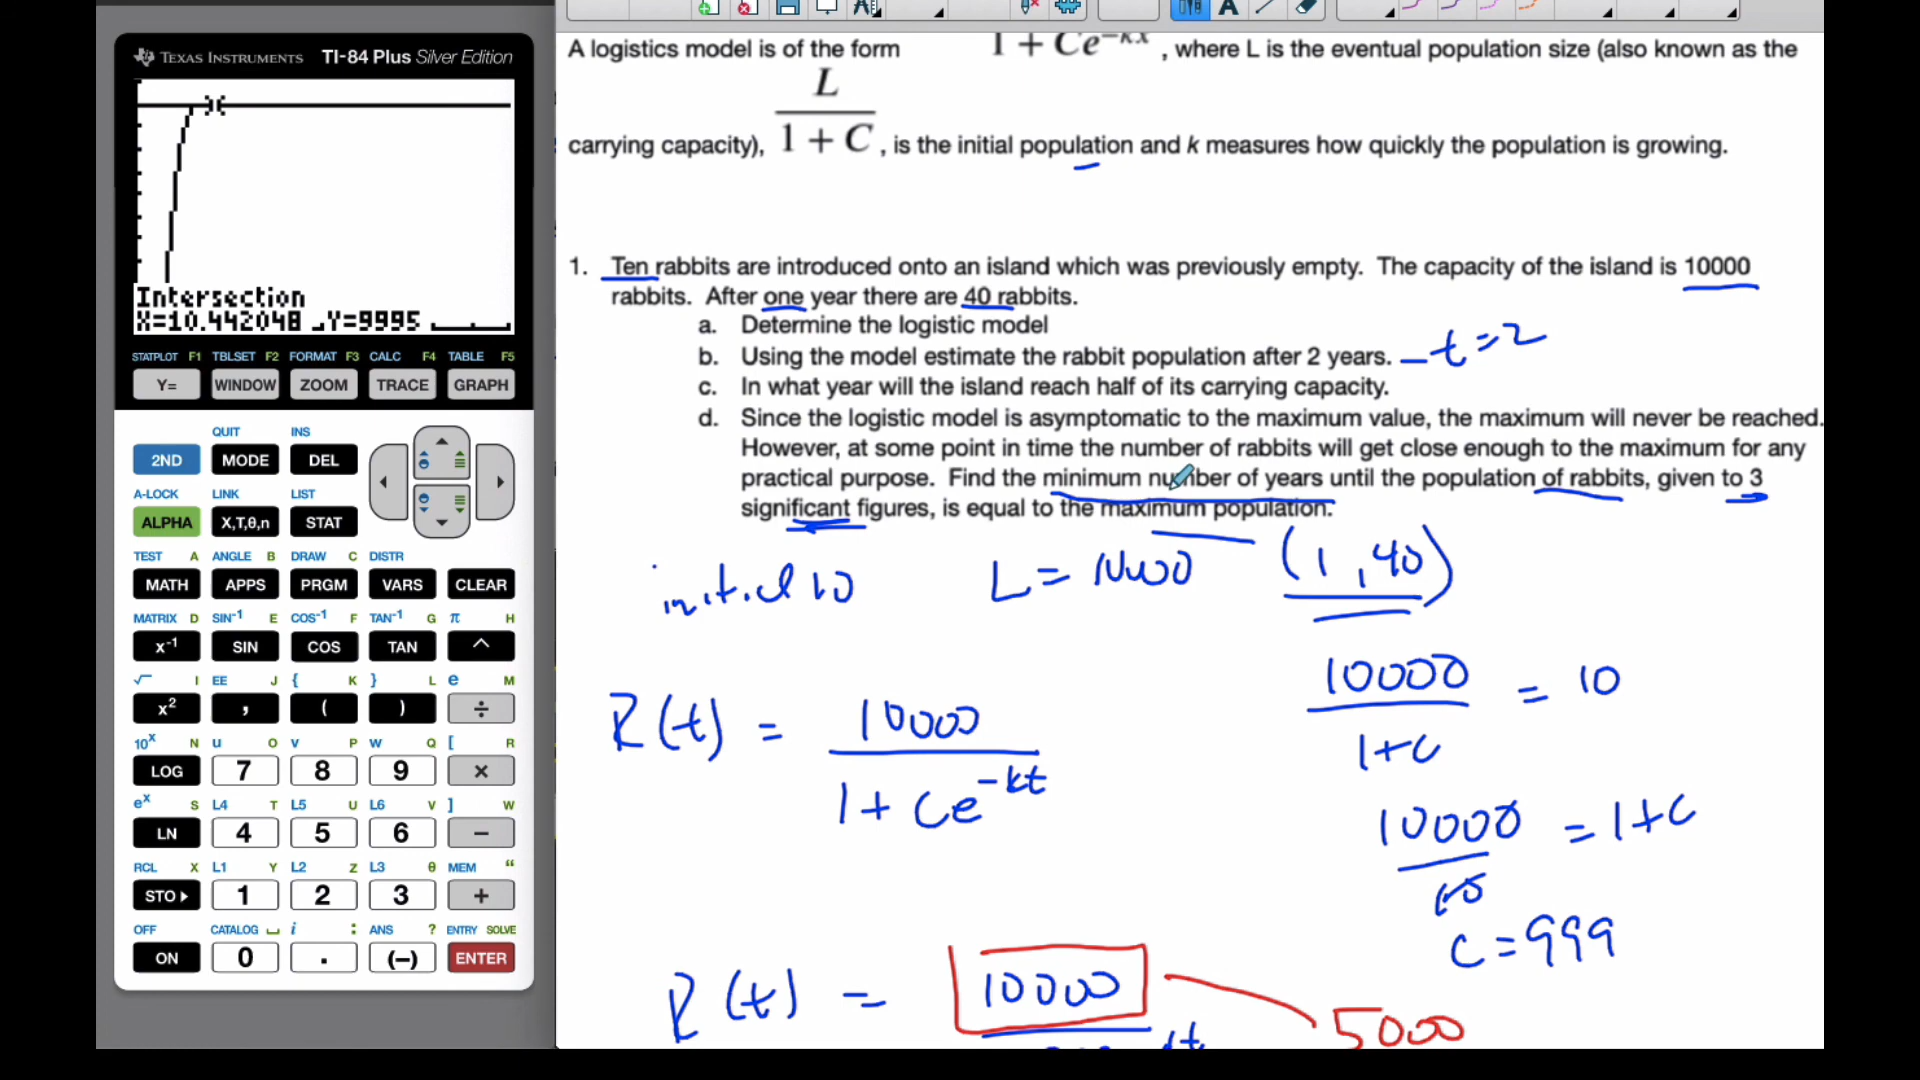 TEXAS INSTRUMENTS TI-84 Plus Silver Edition
Intersection
X=10.442048 Y=9995
STATPLOT F1 TBLSET F2 FORMAT F3 CALC F4 TABLE F5
Y= WINDOW ZOOM TRACE GRAPH
QUIT INS
2ND MODE DEL
A-LOCK LINK LIST
ALPHA X,T,θ,n STAT
TEST A ANGLE B DRAW C DISTR
MATH APPS PRGM VARS CLEAR
MATRIX D SIN⁻¹ E COS⁻¹ F TAN⁻¹ G π H
x⁻¹ SIN COS TAN ^
√ I EE J { K } L e M
x² , ( ) ÷
10ˣ N u O v P w Q [ R
LOG 7 8 9 ×
eˣ S L4 T L5 U L6 V ] W
LN 4 5 6 −
RCL X L1 Y L2 Z L3 θ MEM “
STO▸ 1 2 3 +
OFF CATALOG ⎵ i : ANS ? ENTRY SOLVE
ON 0 . (−) ENTER
A logistics model is of the form 1 + Ce^−kx , where L is the eventual population size (also known as the
carrying capacity), L / 1 + C , is the initial population and k measures how quickly the population is growing.
1. Ten rabbits are introduced onto an island which was previously empty. The capacity of the island is 10000
rabbits. After one year there are 40 rabbits.
a. Determine the logistic model
b. Using the model estimate the rabbit population after 2 years. – t = 2
c. In what year will the island reach half of its carrying capacity.
d. Since the logistic model is asymptomatic to the maximum value, the maximum will never be reached.
However, at some point in time the number of rabbits will get close enough to the maximum for any
practical purpose. Find the minimum number of years until the population of rabbits, given to 3
significant figures, is equal to the maximum population.
initial 10 L = 10000 (1, 40)
10000 / 1+C = 10
R(t) = 10000 / 1 + Ce^−kt
10000 / 10 = 1+C
C = 999
R(t) = 10000
5000